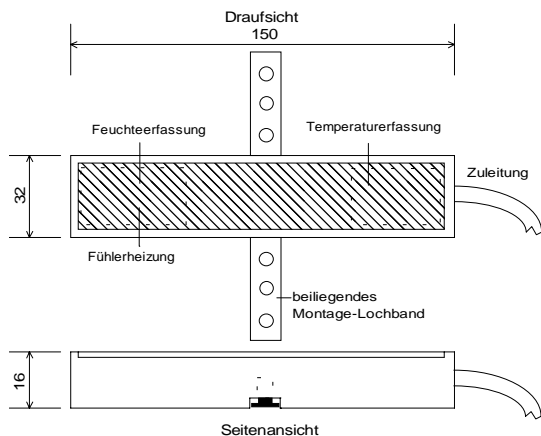 Draufsicht
150
Feuchteerfassung
Temperaturerfassung
32
Zuleitung
Fühlerheizung
beiliegendes
Montage-Lochband
16
Seitenansicht